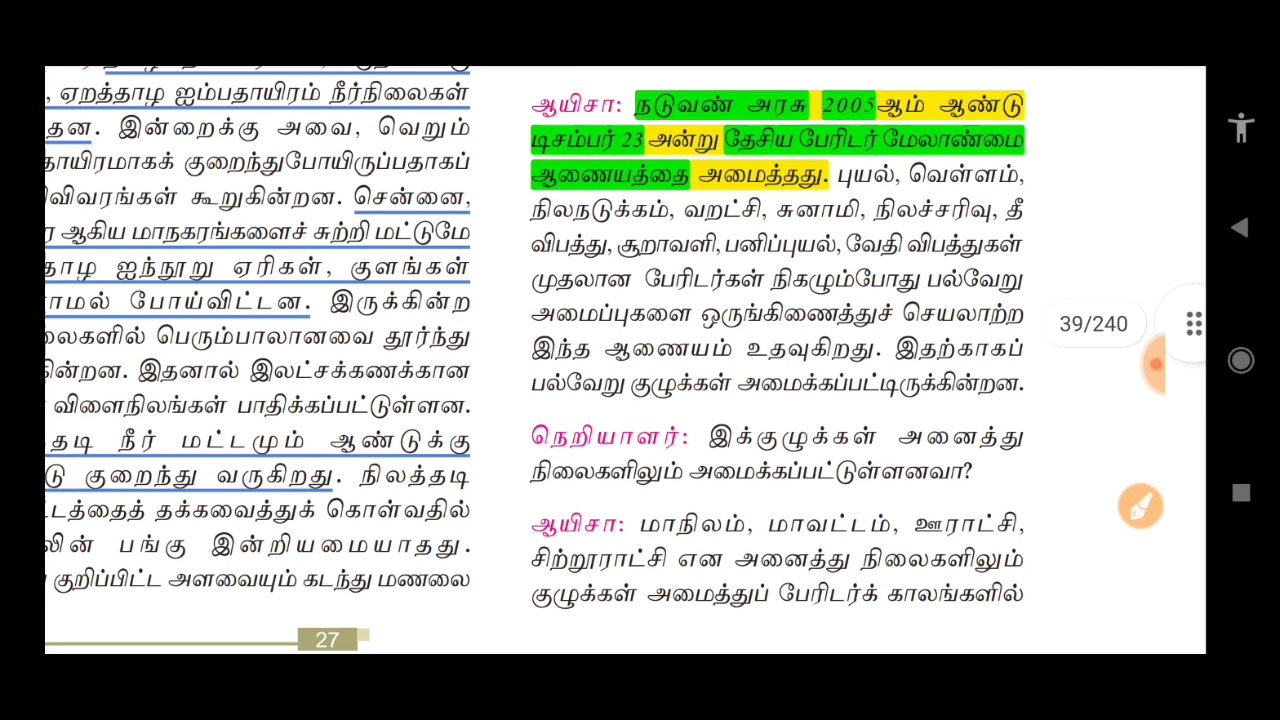 , ஏறத்தாழ ஐம்பதாயிரம் நீர்நிலைகள்
தன. இன்றைக்கு அவை, வெறும்
தாயிரமாகக் குறைந்துபோயிருப்பதாகப்
விவரங்கள் கூறுகின்றன. சென்னை,
ர ஆகிய மாநகரங்களைச் சுற்றி மட்டுமே
தாழ ஐந்நூறு ஏரிகள், குளங்கள்
ாமல் போய்விட்டன. இருக்கின்ற
லைகளில் பெரும்பாலானவை தூர்ந்து
கின்றன. இதனால் இலட்சக்கணக்கான
விளைநிலங்கள் பாதிக்கப்பட்டுள்ளன.
தடி நீர் மட்டமும் ஆண்டுக்கு
டு குறைந்து வருகிறது. நிலத்தடி
ட்டத்தைத் தக்கவைத்துக் கொள்வதில்
லின் பங்கு இன்றியமையாதது.
குறிப்பிட்ட அளவையும் கடந்து மணலை
27
ஆயிசா: நடுவண் அரசு 2005ஆம் ஆண்டு
டிசம்பர் 23 அன்று தேசிய பேரிடர் மேலாண்மை
ஆணையத்தை அமைத்தது. புயல், வெள்ளம்,
நிலநடுக்கம், வறட்சி, சுனாமி, நிலச்சரிவு, தீ
விபத்து, சூறாவளி, பனிப்புயல், வேதி விபத்துகள்
முதலான பேரிடர்கள் நிகழும்போது பல்வேறு
அமைப்புகளை ஒருங்கிணைத்துச் செயலாற்ற
இந்த ஆணையம் உதவுகிறது. இதற்காகப்
பல்வேறு குழுக்கள் அமைக்கப்பட்டிருக்கின்றன.
நெறியாளர்: இக்குழுக்கள் அனைத்து
நிலைகளிலும் அமைக்கப்பட்டுள்ளனவா?
ஆயிசா: மாநிலம், மாவட்டம், ஊராட்சி,
சிற்றூராட்சி என அனைத்து நிலைகளிலும்
குழுக்கள் அமைத்துப் பேரிடர்க் காலங்களில்
39/240